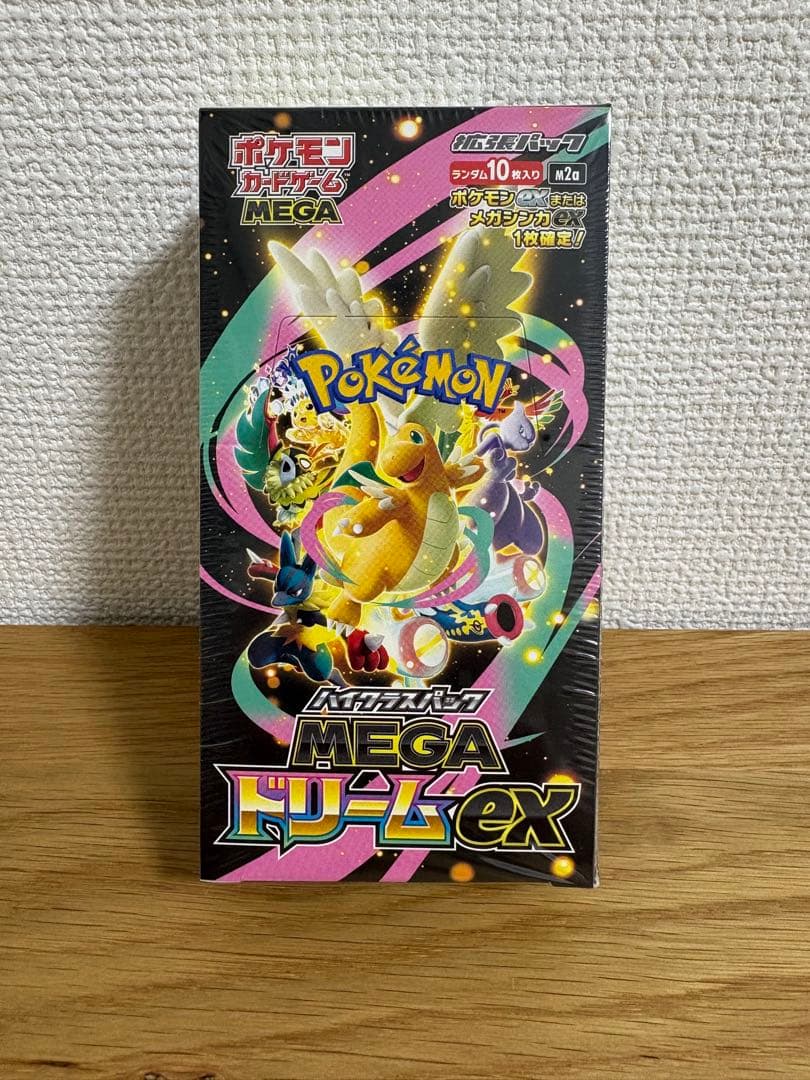 ポケモン
カードゲーム
MEGA
拡張パック
ランダム10枚入り
m2a
ポケモンexまたは
メガシンカex
1枚確定!
POKéMON
ハイクラスパック
MEGA
ドリームex